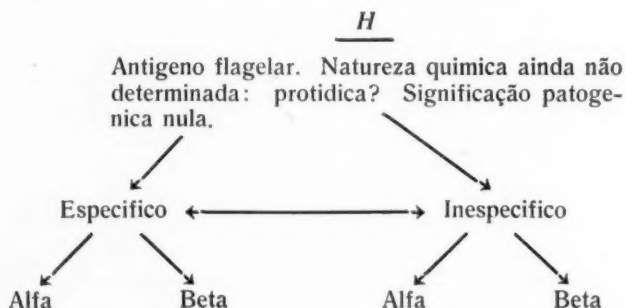 H
Antigeno flagelar. Natureza quimica ainda não
determinada: protidica? Significação patoge-
nica nula.
Especifico Inespecifico
Alfa Beta Alfa Beta